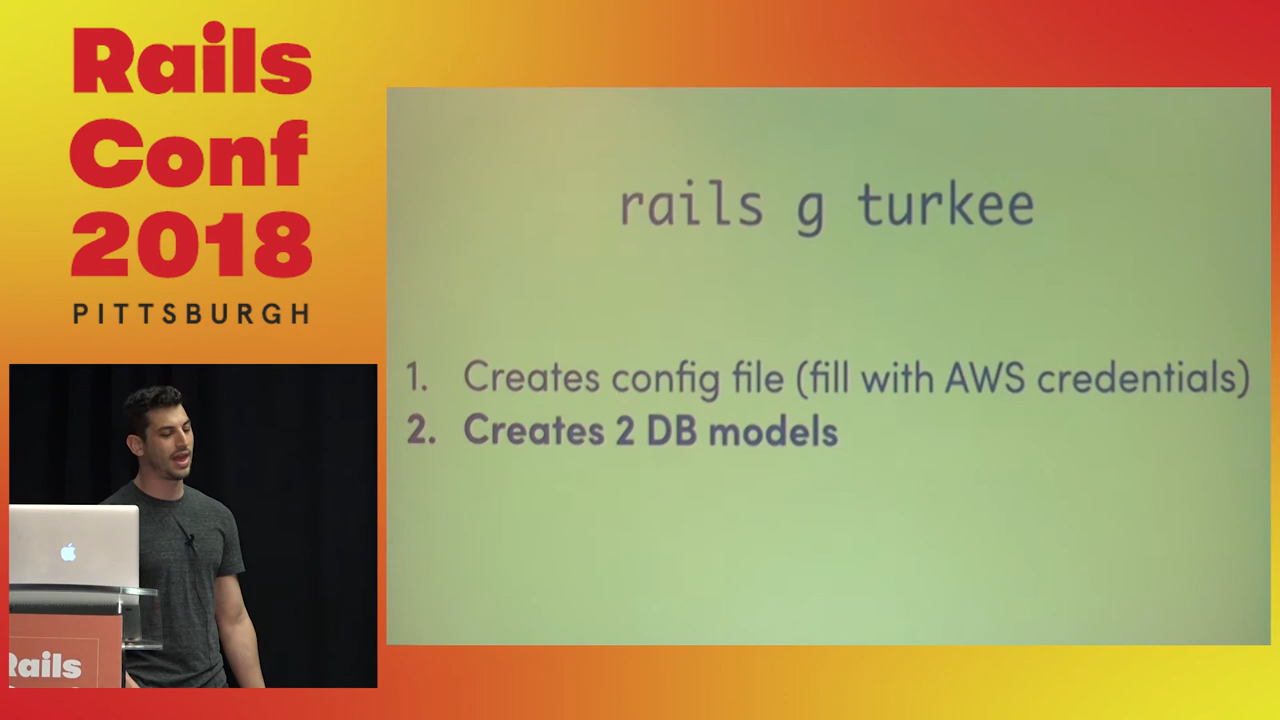 Rails
Conf
2018
PITTSBURGH
rails g turkee
1. Creates config file (fill with AWS credentials)
2. Creates 2 DB models
Rails